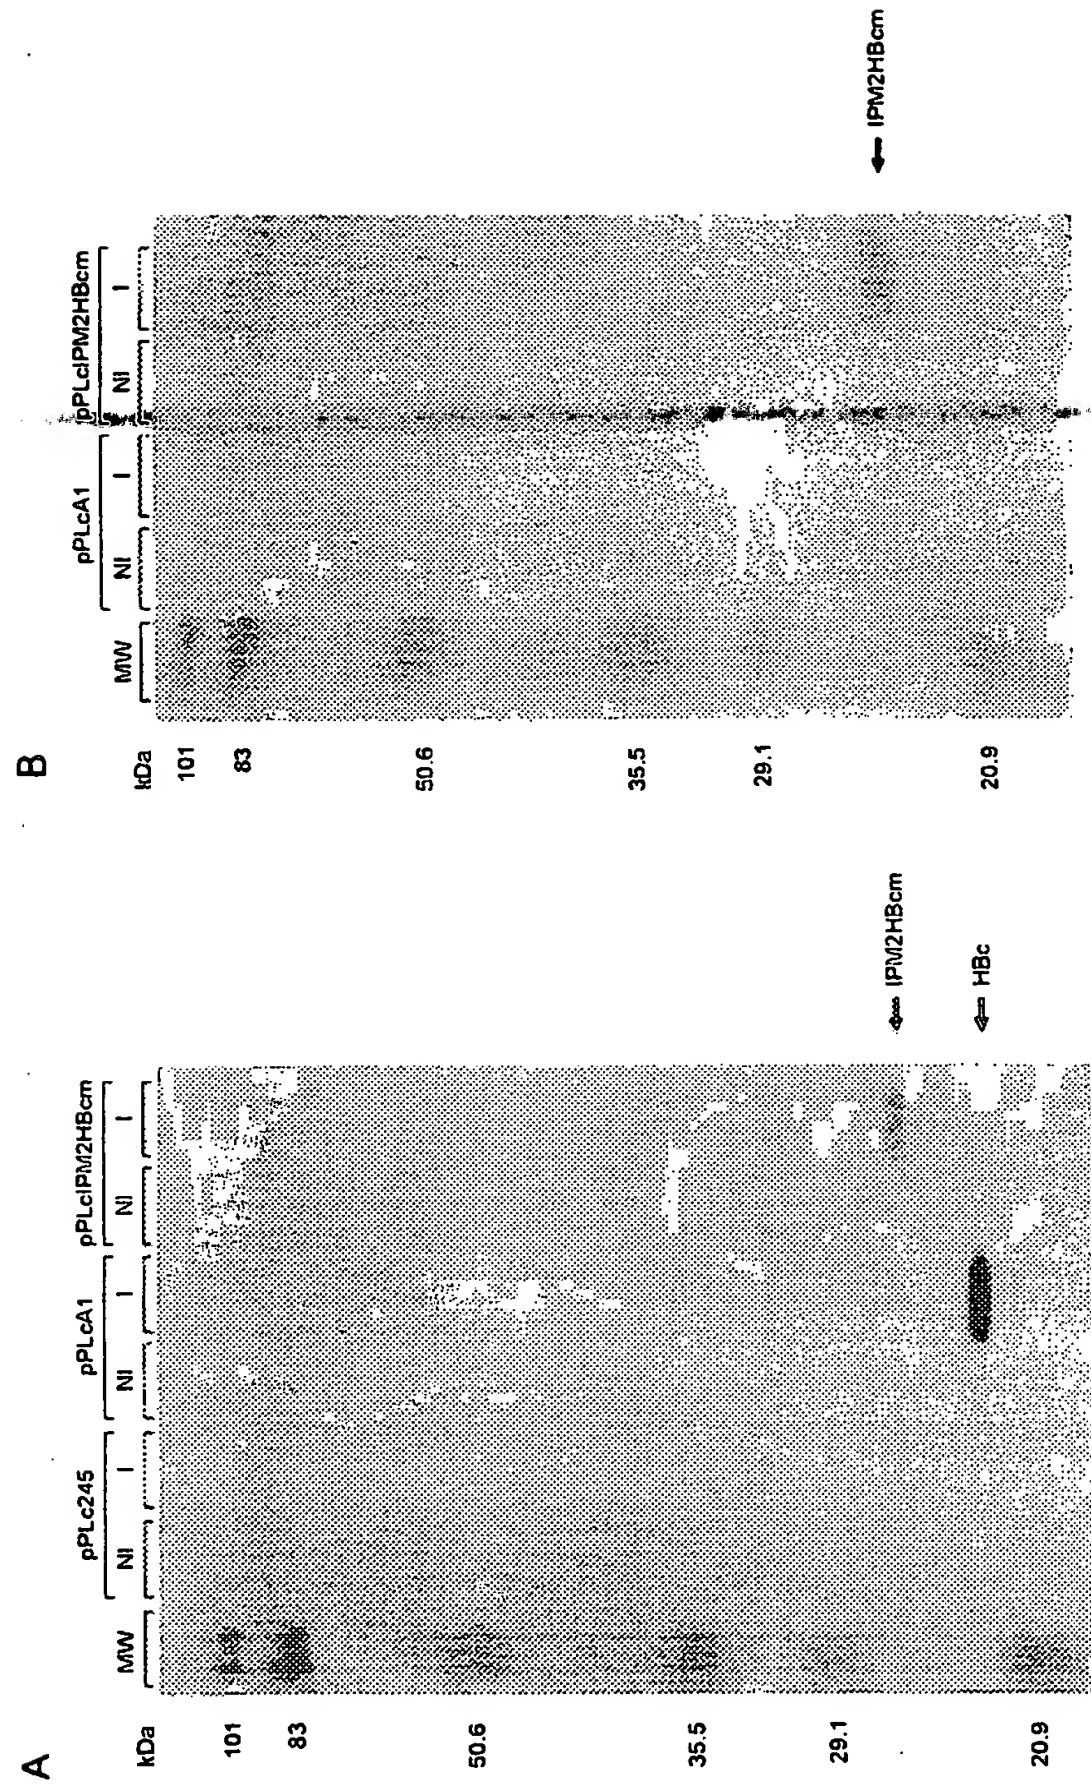 A
pPLc245 pPLcA1 pPLcIPM2HBcm
MW NI I NI I NI I
kDa
101
83
50.6
35.5
29.1
20.9
IPM2HBcm
HBc
B
pPLcA1 pPLcIPM2HBcm
MW NI I NI I
kDa
101
83
50.6
35.5
29.1
20.9
IPM2HBcm